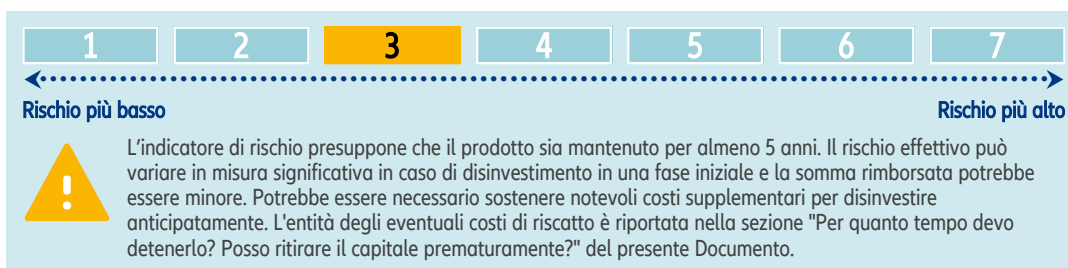 1 2 3 4 5 6 7
Rischio più basso Rischio più alto
L'indicatore di rischio presuppone che il prodotto sia mantenuto per almeno 5 anni. Il rischio effettivo può
variare in misura significativa in caso di disinvestimento in una fase iniziale e la somma rimborsata potrebbe
essere minore. Potrebbe essere necessario sostenere notevoli costi supplementari per disinvestire
anticipatamente. L'entità degli eventuali costi di riscatto è riportata nella sezione "Per quanto tempo devo
detenerlo? Posso ritirare il capitale prematuramente?" del presente Documento.